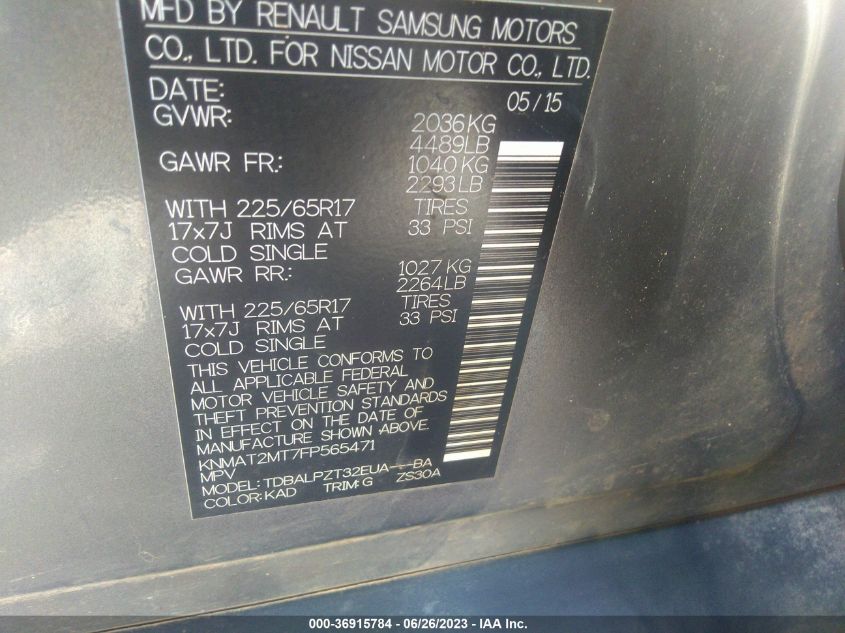 MFD BY RENAULT SAMSUNG MOTORS
CO., LTD. FOR NISSAN MOTOR CO., LTD.
DATE: 05/15
GVWR: 2036KG
4489LB
GAWR FR.: 1040KG
2293LB
WITH 225/65R17 TIRES
17x7J RIMS AT 33 PSI
COLD SINGLE
GAWR RR.: 1027KG
2264LB
WITH 225/65R17 TIRES
17x7J RIMS AT 33 PSI
COLD SINGLE
THIS VEHICLE CONFORMS TO
ALL APPLICABLE FEDERAL
MOTOR VEHICLE SAFETY AND
THEFT PREVENTION STANDARDS
IN EFFECT ON THE DATE OF
MANUFACTURE SHOWN ABOVE.
KNMAT2MT7FP565471
MPV
MODEL: TDBALPZT32EUA---BA
COLOR: KAD TRIM: G ZS30A
000-36915784 - 06/26/2023 - IAA Inc.